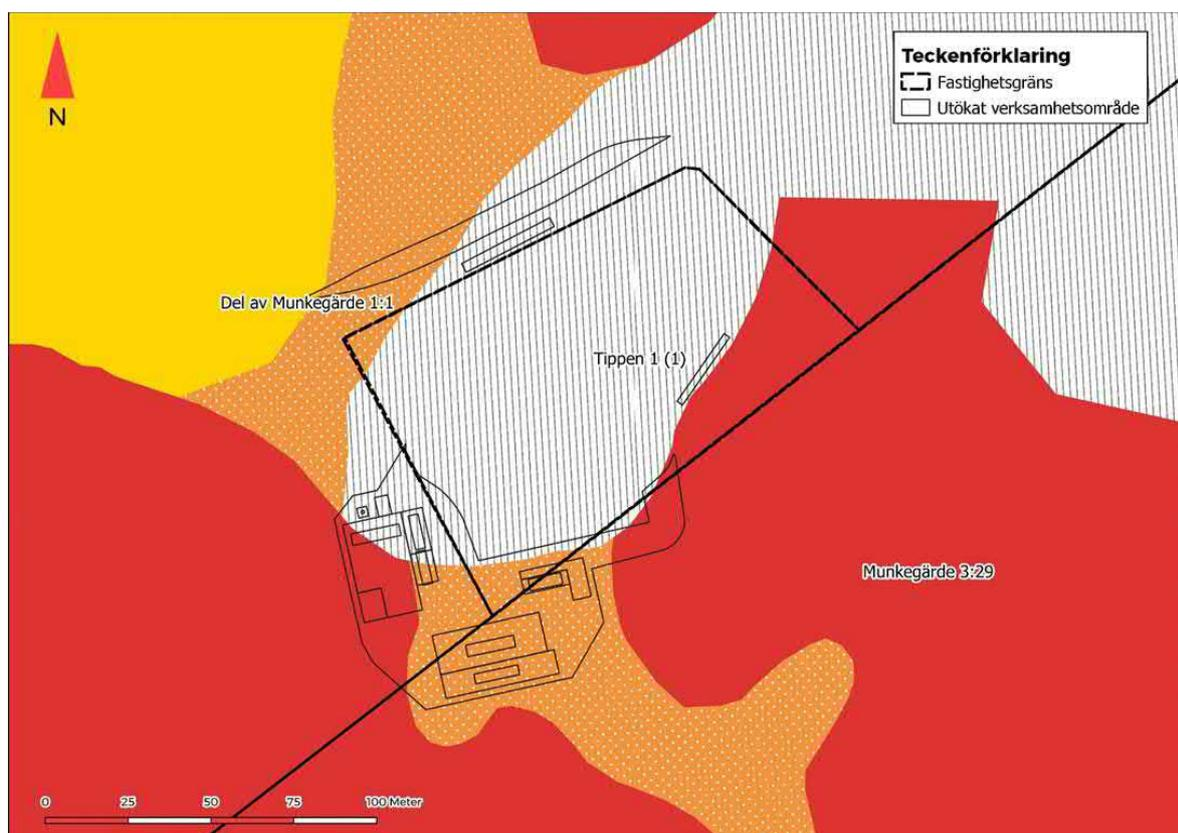 N
Teckenförklaring
Fastighetsgräns
Utökat verksamhetsområde
Del av Munkegärde 1:1
Tippen 1 (1)
Munkegärde 3:29
0 25 50 75 100 Meter